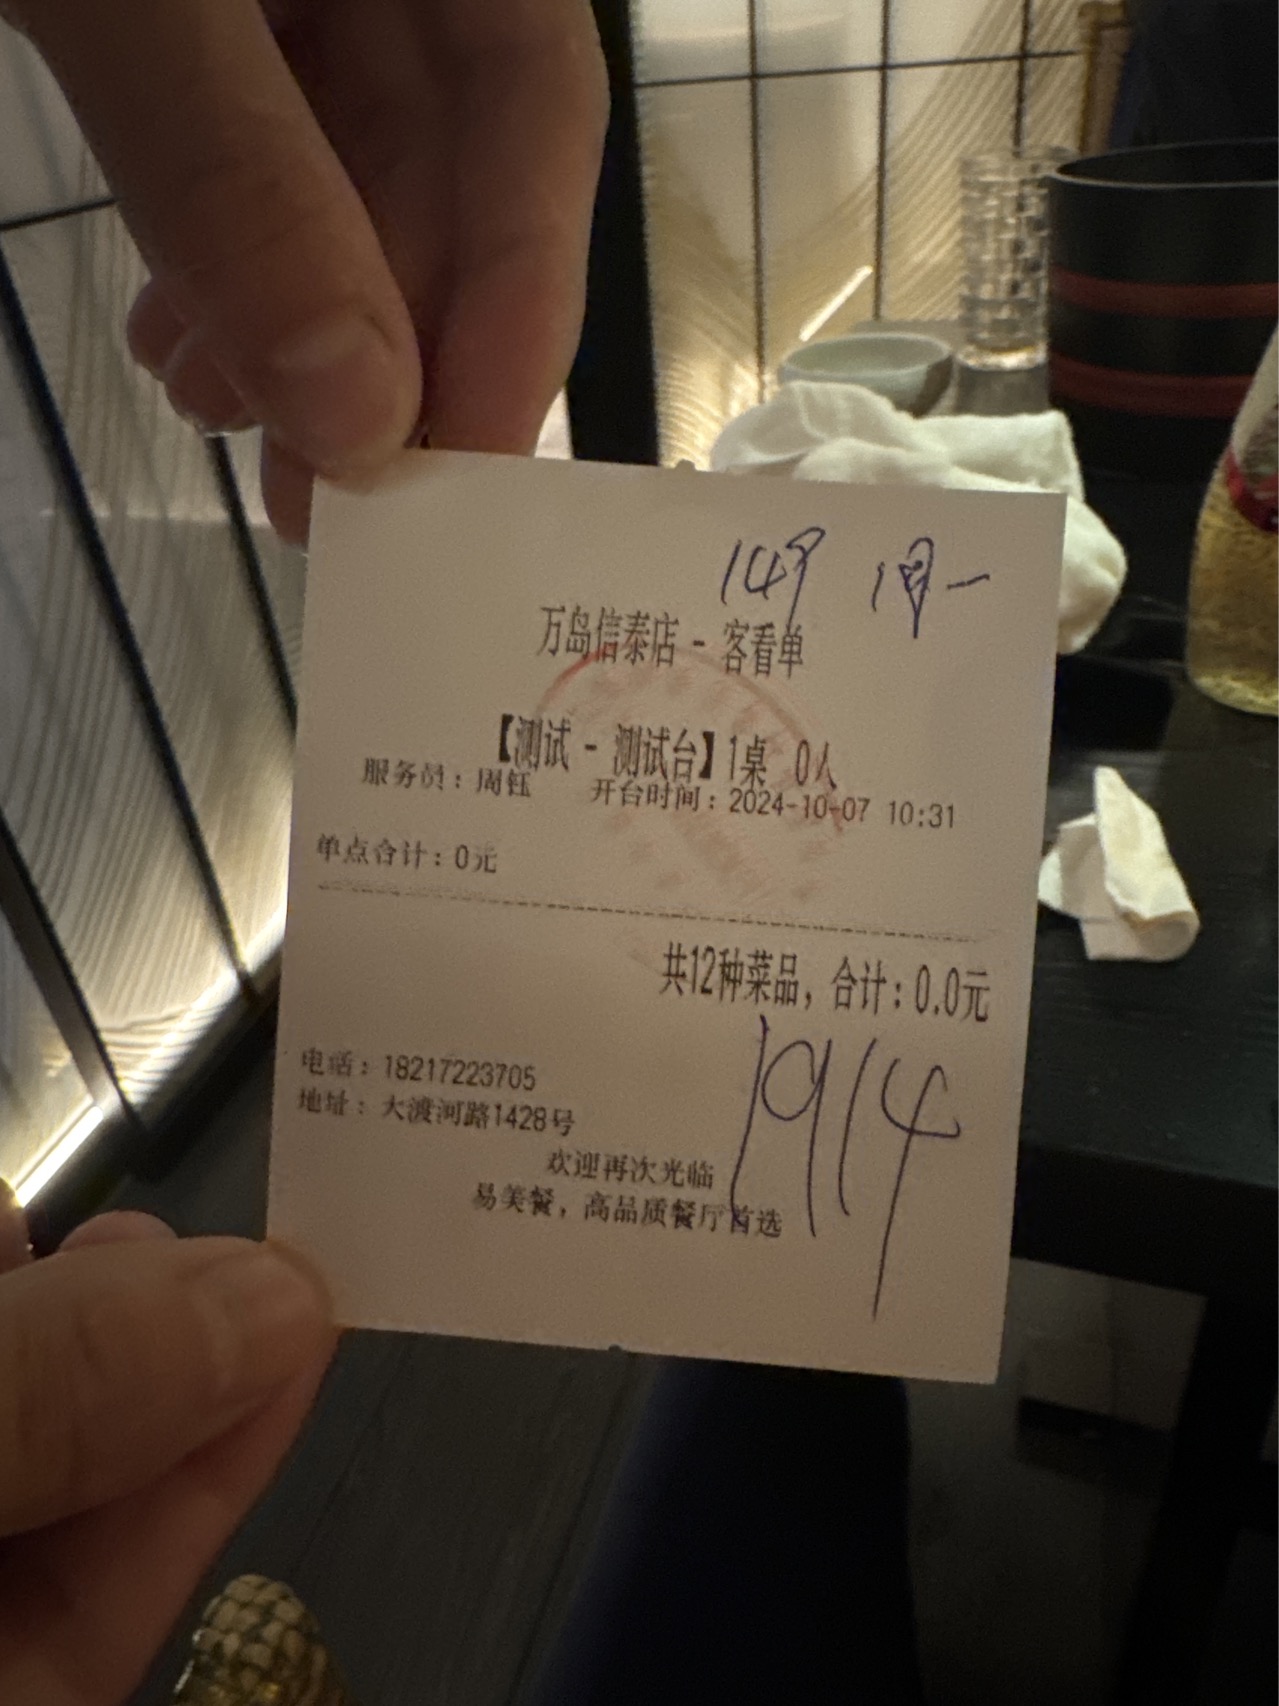 万岛信泰店 - 客看单
【测试 - 测试台】1桌 0人
服务员：周钰 开台时间：2024-10-07 10:31
单点合计：0元
共12种菜品，合计：0.0元
1914
电话：18217223705
地址：大渡河路1428号
欢迎再次光临
易美餐，高品质餐厅首选